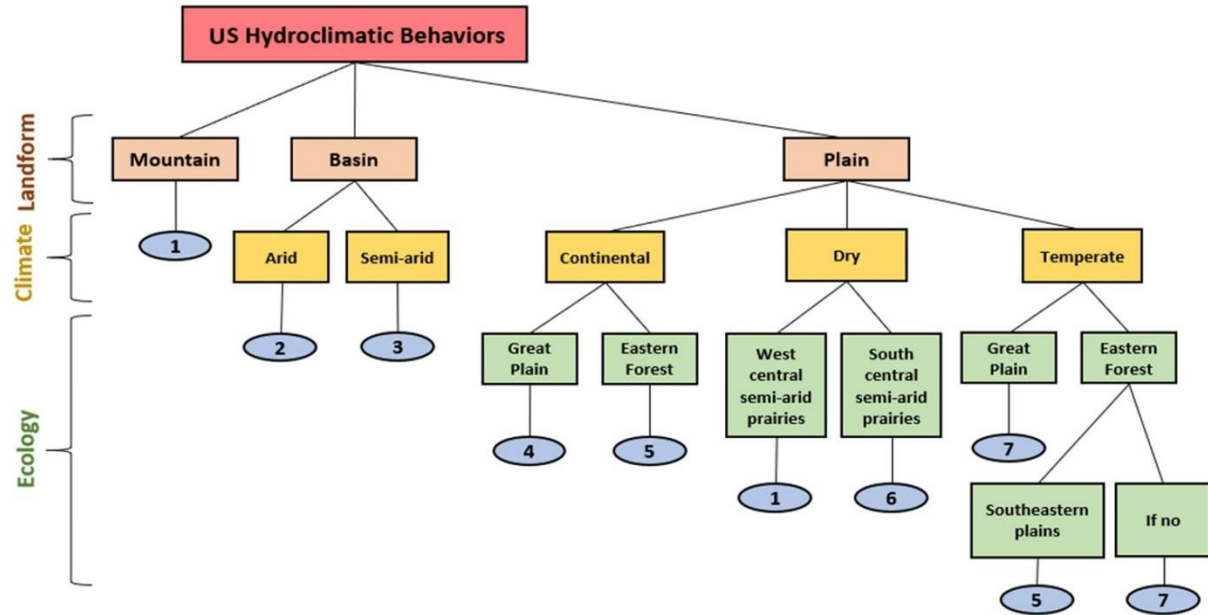 US Hydroclimatic Behaviors
Landform
Mountain
Basin
Plain
Climate
1
Arid
Semi-arid
Continental
Dry
Temperate
2
3
Ecology
Great
Plain
Eastern
Forest
West
central
semi-arid
prairies
South
central
semi-arid
prairies
Great
Plain
Eastern
Forest
4
5
1
6
7
Southeastern
plains
If no
5
7